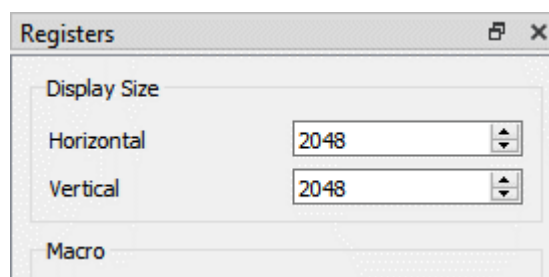 Registers
Display Size
Horizontal 2048
Vertical 2048
Macro